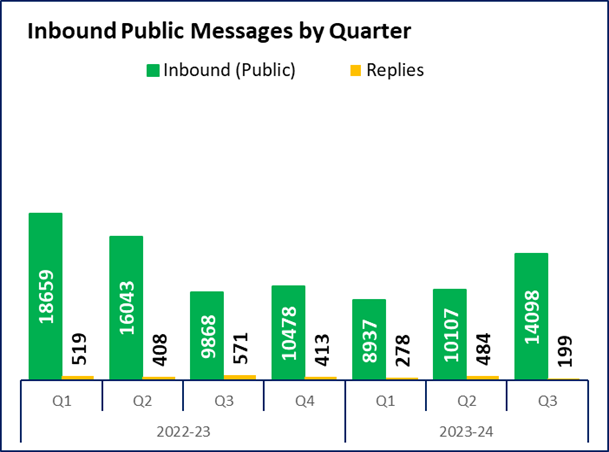 Inbound Public Messages by Quarter
Inbound (Public) Replies
18659 519 16043 408 9868 571 10478 413 8937 278 10107 484 14098 199
Q1 Q2 Q3 Q4 Q1 Q2 Q3
2022-23 2023-24